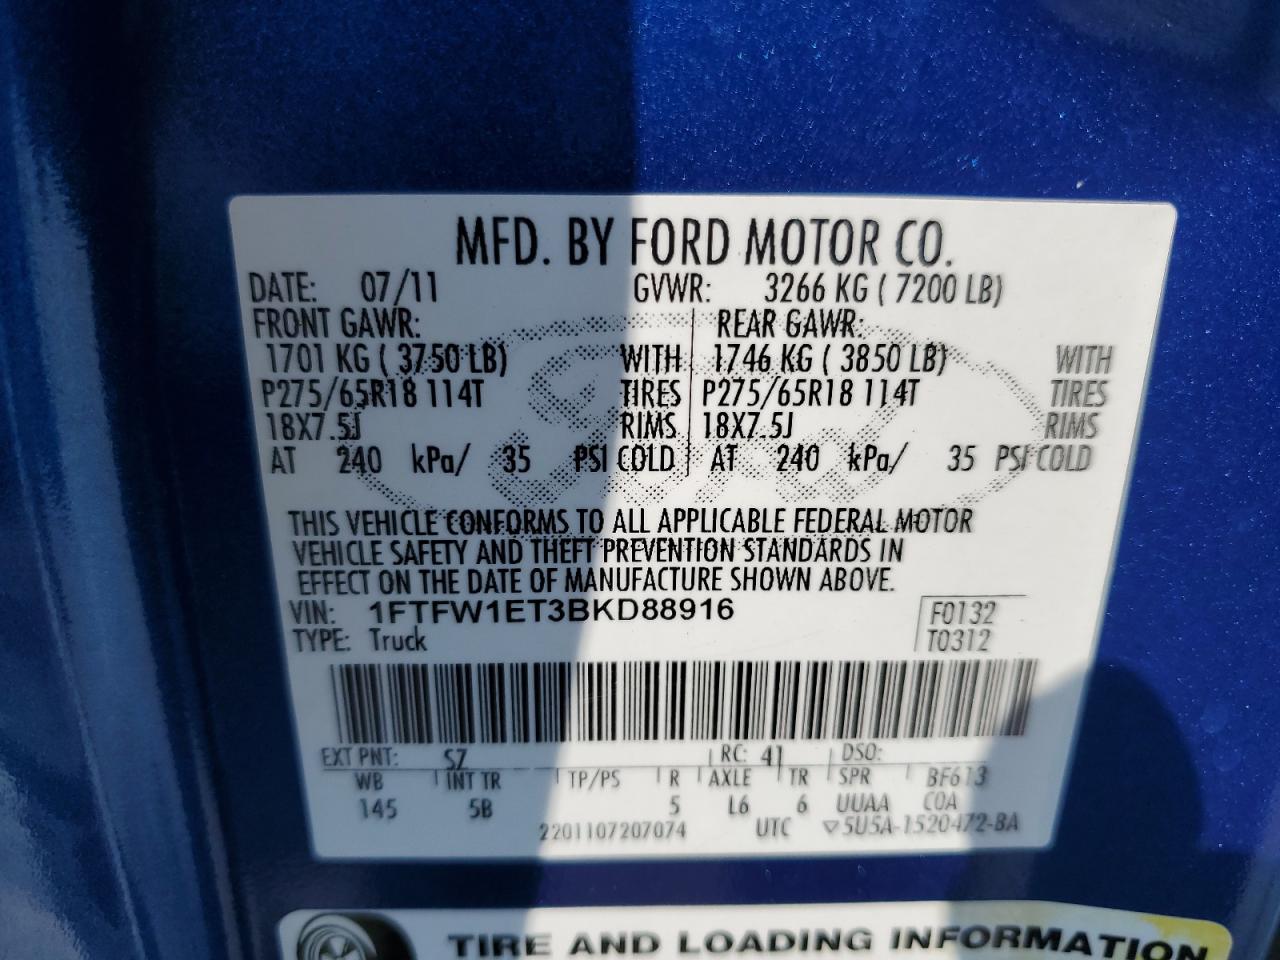 MFD. BY FORD MOTOR CO.
DATE: 07/11 GVWR: 3266 KG ( 7200 LB)
FRONT GAWR: REAR GAWR:
1701 KG ( 3750 LB) WITH 1746 KG ( 3850 LB) WITH
P275/65R18 114T TIRES P275/65R18 114T TIRES
18X7.5J RIMS 18X7.5J RIMS
AT 240 kPa/ 35 PSI COLD AT 240 kPa/ 35 PSI COLD
THIS VEHICLE CONFORMS TO ALL APPLICABLE FEDERAL MOTOR
VEHICLE SAFETY AND THEFT PREVENTION STANDARDS IN
EFFECT ON THE DATE OF MANUFACTURE SHOWN ABOVE.
VIN: 1FTFW1ET3BKD88916 F0132
TYPE: Truck T0312
EXT PNT: SZ RC: 41 DSO:
WB INT TR TP/PS R AXLE TR SPR BF613
145 5B 5 L6 6 UUAA COA
2201107207074 UTC ▽5U5A-1520472-BA
TIRE AND LOADING INFORMATION